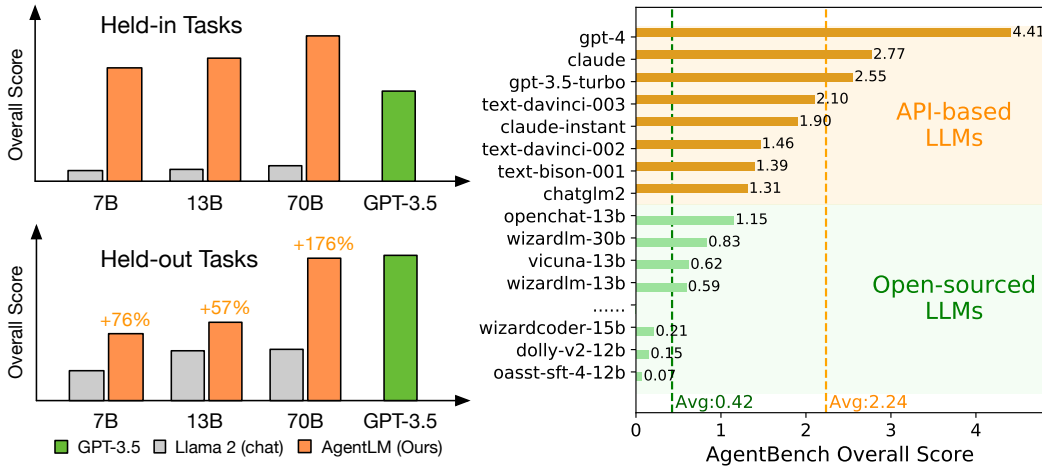 Held-in Tasks
Overall Score
7B 13B 70B GPT-3.5
Held-out Tasks
Overall Score
+76% +57% +176%
7B 13B 70B GPT-3.5
GPT-3.5 Llama 2 (chat) AgentLM (Ours)
gpt-4 4.41
claude 2.77
gpt-3.5-turbo 2.55
text-davinci-003 2.10
claude-instant 1.90
text-davinci-002 1.46
text-bison-001 1.39
chatglm2 1.31
API-based
LLMs
openchat-13b 1.15
wizardlm-30b 0.83
vicuna-13b 0.62
wizardlm-13b 0.59
......
wizardcoder-15b 0.21
dolly-v2-12b 0.15
oasst-sft-4-12b 0.07
Open-sourced
LLMs
Avg:0.42 Avg:2.24
0 1 2 3 4
AgentBench Overall Score